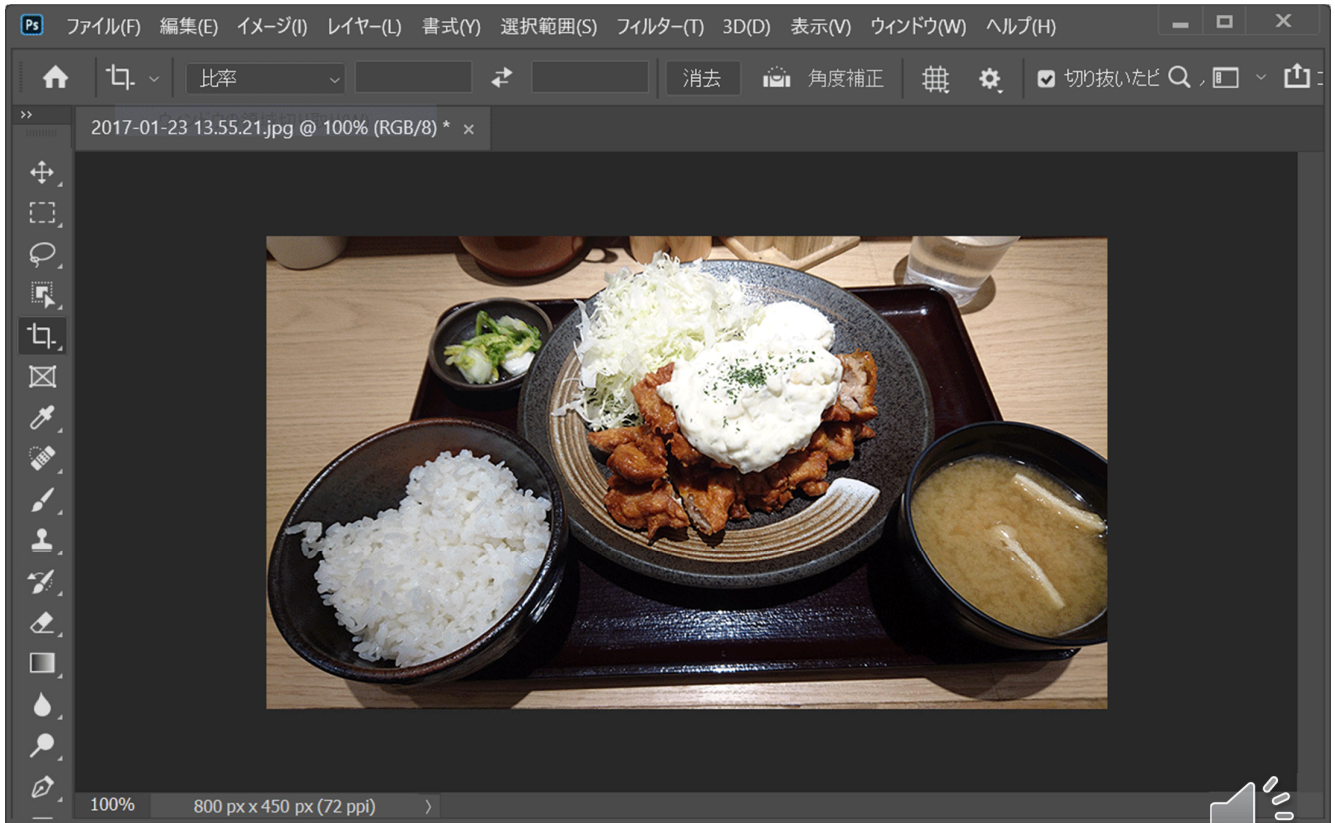 Ps ファイル(F) 編集(E) イメージ(I) レイヤー(L) 書式(Y) 選択範囲(S) フィルター(T) 3D(D) 表示(V) ウィンドウ(W) ヘルプ(H)
比率 消去 角度補正 切り抜いたピ
2017-01-23 13.55.21.jpg @ 100% (RGB/8) *
100% 800 px x 450 px (72 ppi)